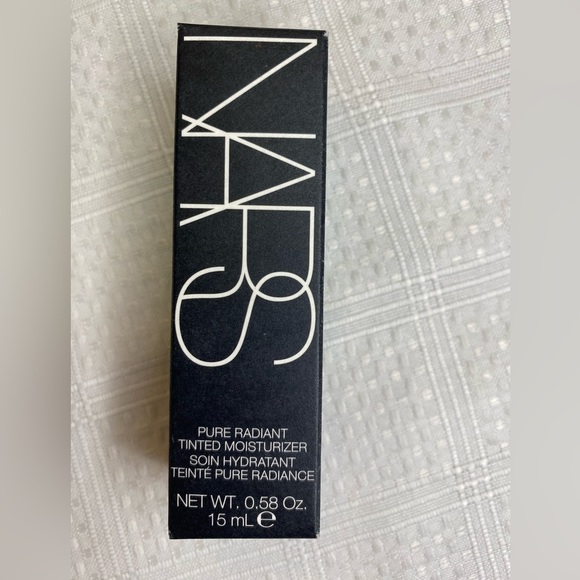 NARS
PURE RADIANT
TINTED MOISTURIZER
SOIN HYDRATANT
TEINTÉ PURE RADIANCE
NET WT. 0.58 Oz.
15 mL ℮